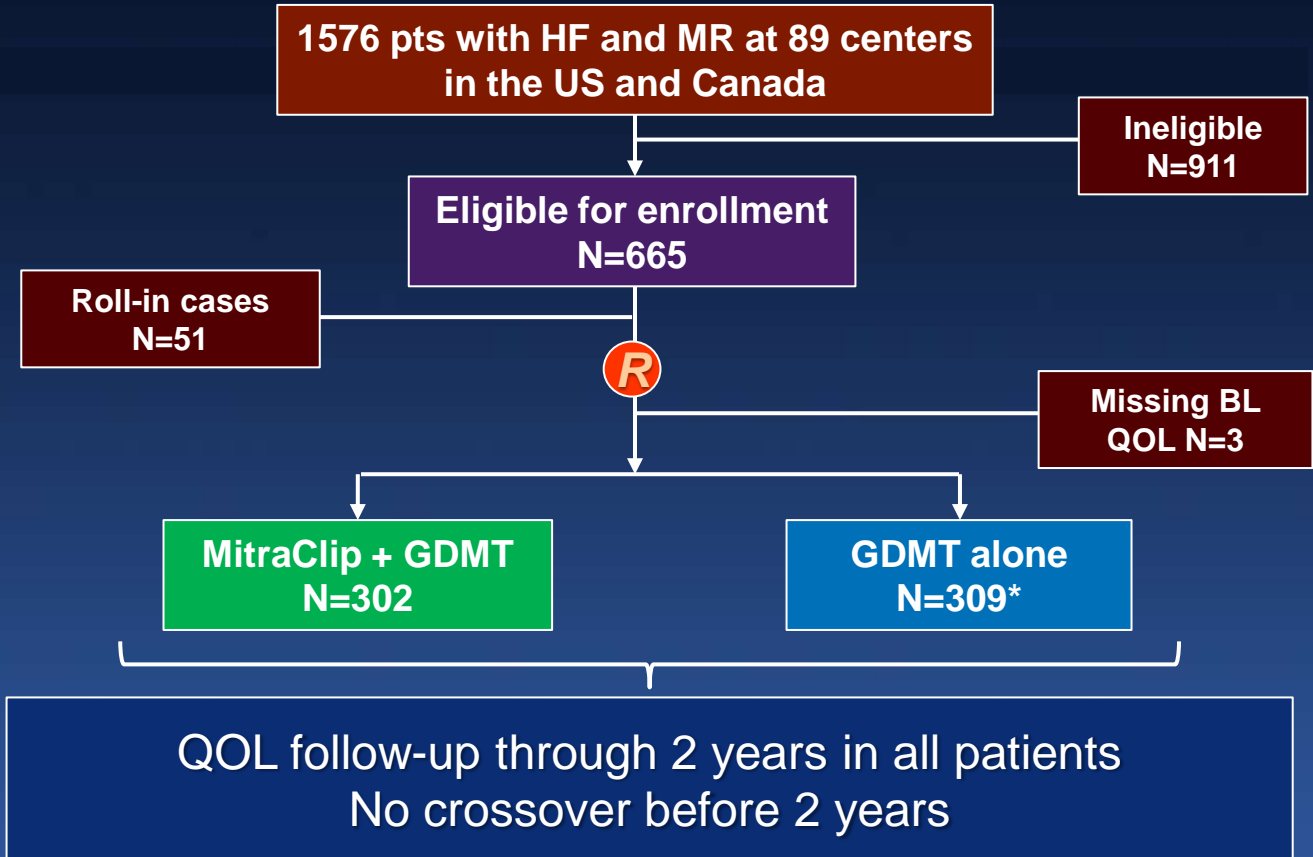 1576 pts with HF and MR at 89 centers
in the US and Canada
Ineligible
N=911
Eligible for enrollment
N=665
Roll-in cases
N=51
R
Missing BL
QOL N=3
MitraClip + GDMT
N=302
GDMT alone
N=309*
QOL follow-up through 2 years in all patients
No crossover before 2 years